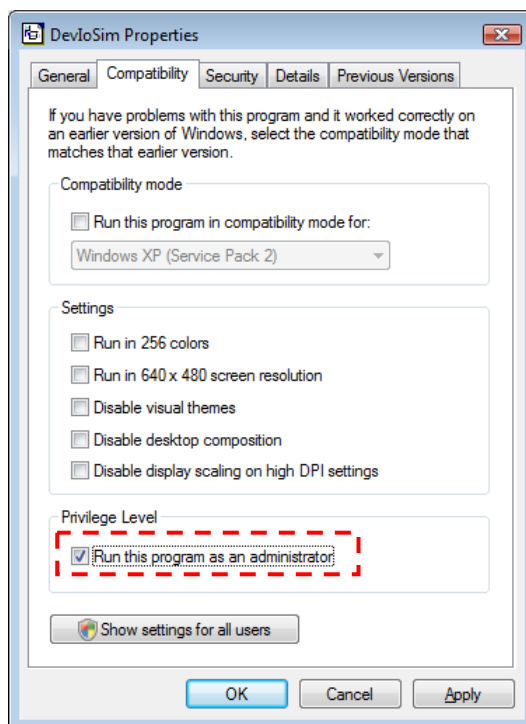 DevIoSim Properties
General Compatibility Security Details Previous Versions
If you have problems with this program and it worked correctly on
an earlier version of Windows, select the compatibility mode that
matches that earlier version.
Compatibility mode
Run this program in compatibility mode for:
Windows XP (Service Pack 2)
Settings
Run in 256 colors
Run in 640 x 480 screen resolution
Disable visual themes
Disable desktop composition
Disable display scaling on high DPI settings
Privilege Level
Run this program as an administrator
Show settings for all users
OK Cancel Apply